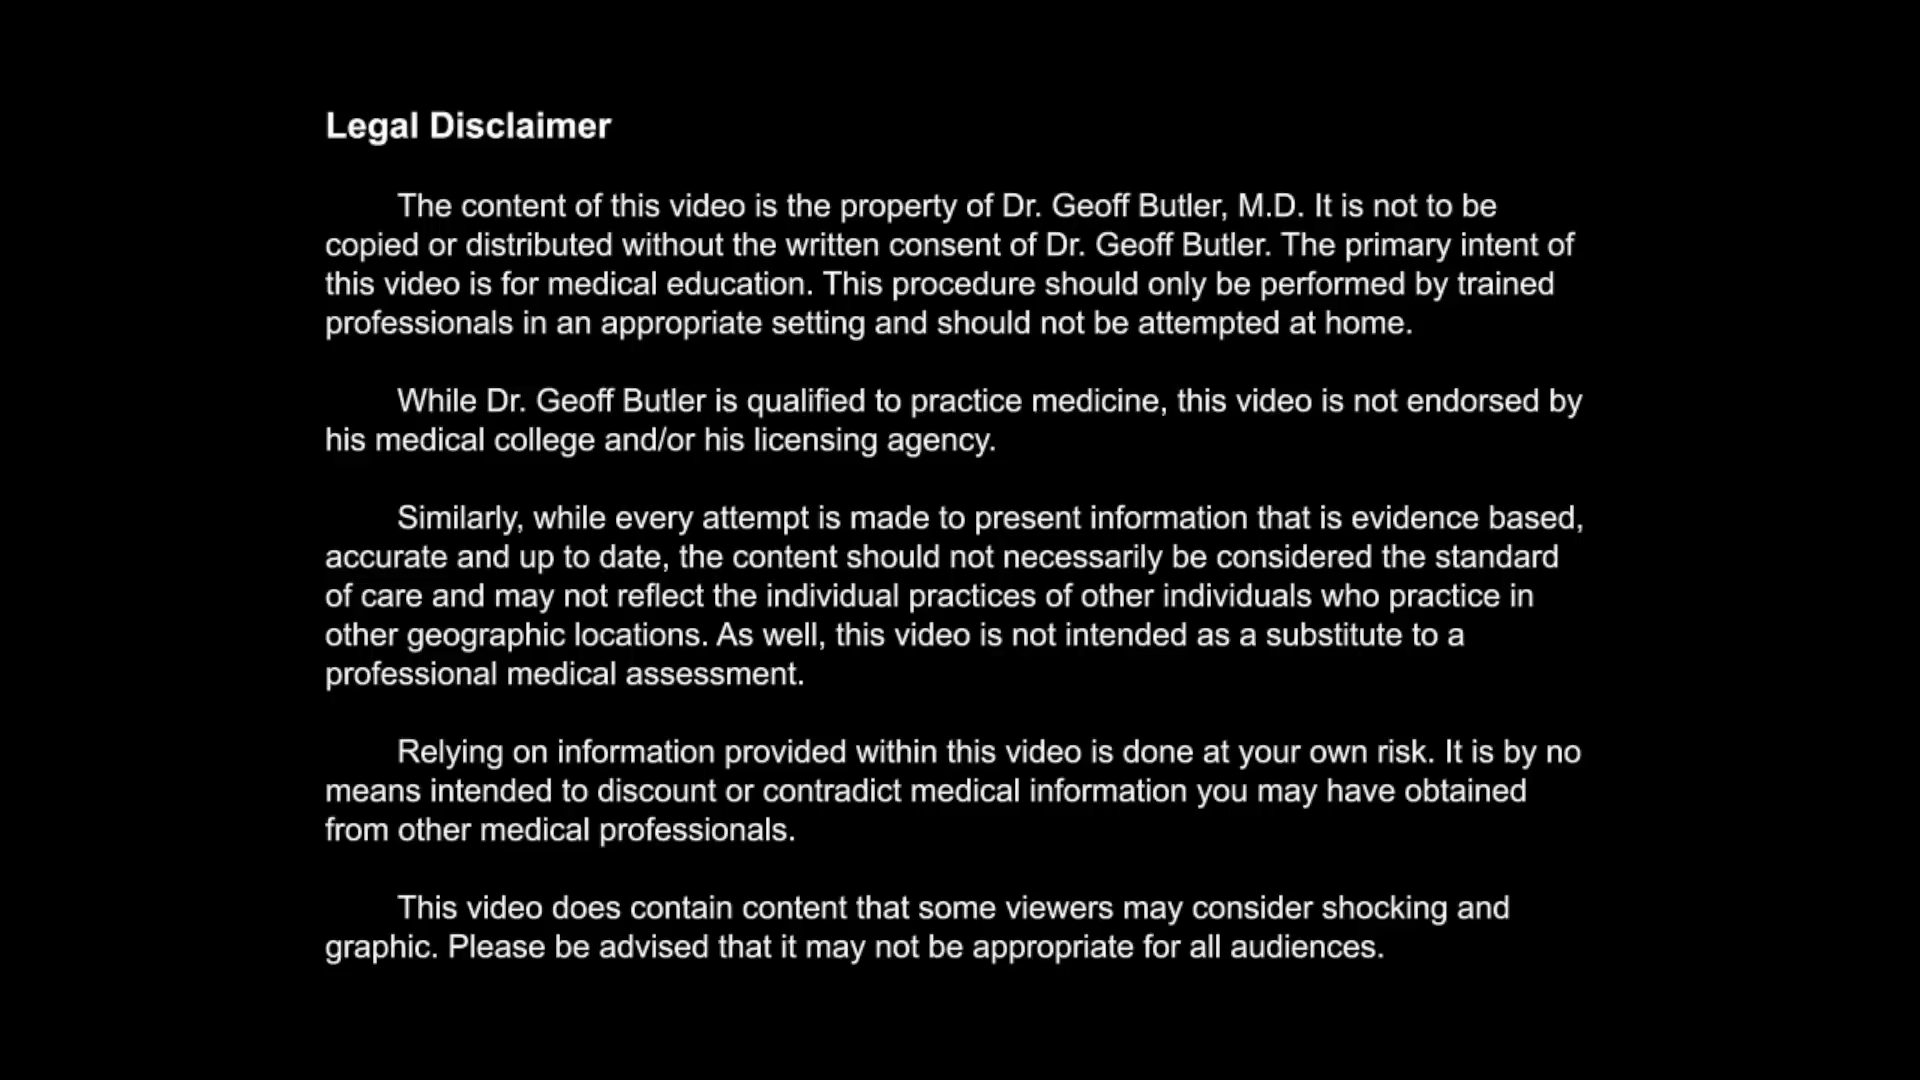 Legal Disclaimer
The content of this video is the property of Dr. Geoff Butler, M.D. It is not to be
copied or distributed without the written consent of Dr. Geoff Butler. The primary intent of
this video is for medical education. This procedure should only be performed by trained
professionals in an appropriate setting and should not be attempted at home.
While Dr. Geoff Butler is qualified to practice medicine, this video is not endorsed by
his medical college and/or his licensing agency.
Similarly, while every attempt is made to present information that is evidence based,
accurate and up to date, the content should not necessarily be considered the standard
of care and may not reflect the individual practices of other individuals who practice in
other geographic locations. As well, this video is not intended as a substitute to a
professional medical assessment.
Relying on information provided within this video is done at your own risk. It is by no
means intended to discount or contradict medical information you may have obtained
from other medical professionals.
This video does contain content that some viewers may consider shocking and
graphic. Please be advised that it may not be appropriate for all audiences.